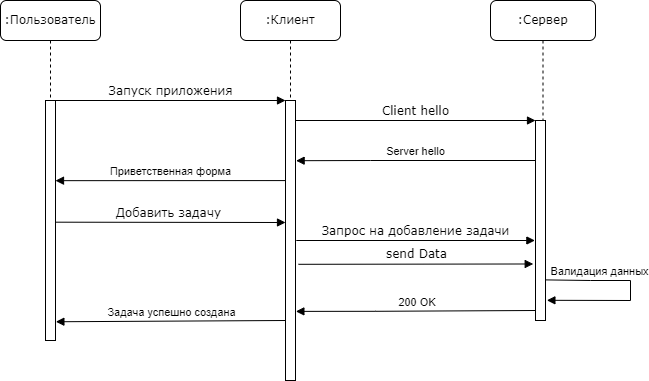 :Пользователь
:Клиент
:Сервер
Запуск приложения
Client hello
Server hello
Приветственная форма
Добавить задачу
Запрос на добавление задачи
send Data
Валидация данных
200 OK
Задача успешно создана